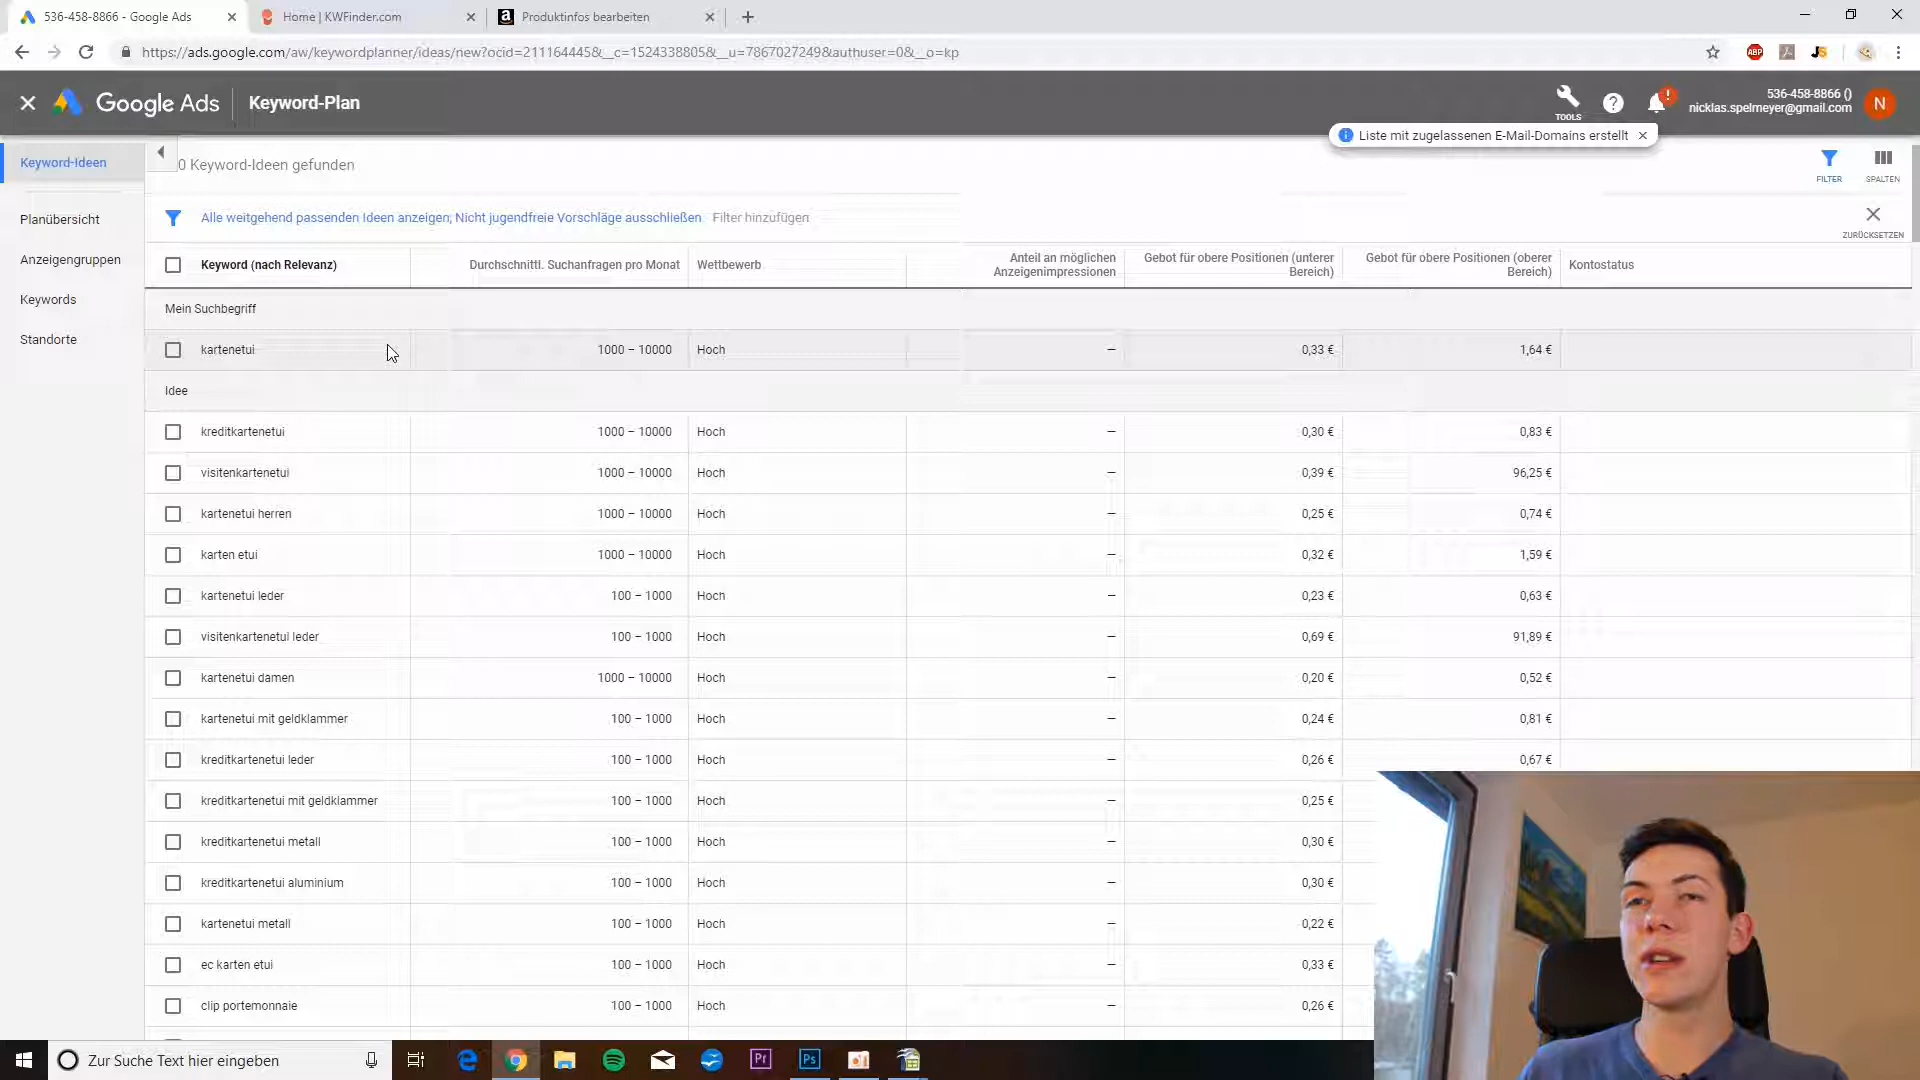 536-458-8866 - Google Ads
Home | KWFinder.com
Produktinfos bearbeiten
https://ads.google.com/aw/keywordplanner/ideas/new?ocid=211164445&__c=1524338805&__u=7867027249&authuser=0&__o=kp
Google Ads
Keyword-Plan
TOOLS
536-458-8866 ()
nicklas.spelmeyer@gmail.com
N
Liste mit zugelassenen E-Mail-Domains erstellt
Keyword-Ideen
Planübersicht
Anzeigengruppen
Keywords
Standorte
0 Keyword-Ideen gefunden
FILTER
SPALTEN
Alle weitgehend passenden Ideen anzeigen; Nicht jugendfreie Vorschläge ausschließen
Filter hinzufügen
ZURÜCKSETZEN
Keyword (nach Relevanz)
Durchschnittl. Suchanfragen pro Monat
Wettbewerb
Anteil an möglichen
Anzeigenimpressionen
Gebot für obere Positionen (unterer
Bereich)
Gebot für obere Positionen (oberer
Bereich)
Kontostatus
Mein Suchbegriff
kartenetui 1000 – 10000 Hoch – 0,33 € 1,64 €
Idee
kreditkartenetui 1000 – 10000 Hoch – 0,30 € 0,83 €
visitenkartenetui 1000 – 10000 Hoch – 0,39 € 96,25 €
kartenetui herren 1000 – 10000 Hoch – 0,25 € 0,74 €
karten etui 1000 – 10000 Hoch – 0,32 € 1,59 €
kartenetui leder 100 – 1000 Hoch – 0,23 € 0,63 €
visitenkartenetui leder 100 – 1000 Hoch – 0,69 € 91,89 €
kartenetui damen 1000 – 10000 Hoch – 0,20 € 0,52 €
kartenetui mit geldklammer 100 – 1000 Hoch – 0,24 € 0,81 €
kreditkartenetui leder 100 – 1000 Hoch – 0,26 € 0,67 €
kreditkartenetui mit geldklammer 100 – 1000 Hoch – 0,25 €
kreditkartenetui metall 100 – 1000 Hoch – 0,30 €
kreditkartenetui aluminium 100 – 1000 Hoch – 0,30 €
kartenetui metall 100 – 1000 Hoch – 0,22 €
ec karten etui 100 – 1000 Hoch – 0,33 €
clip portemonnaie 100 – 1000 Hoch – 0,26 €
Zur Suche Text hier eingeben
Pr
Ps